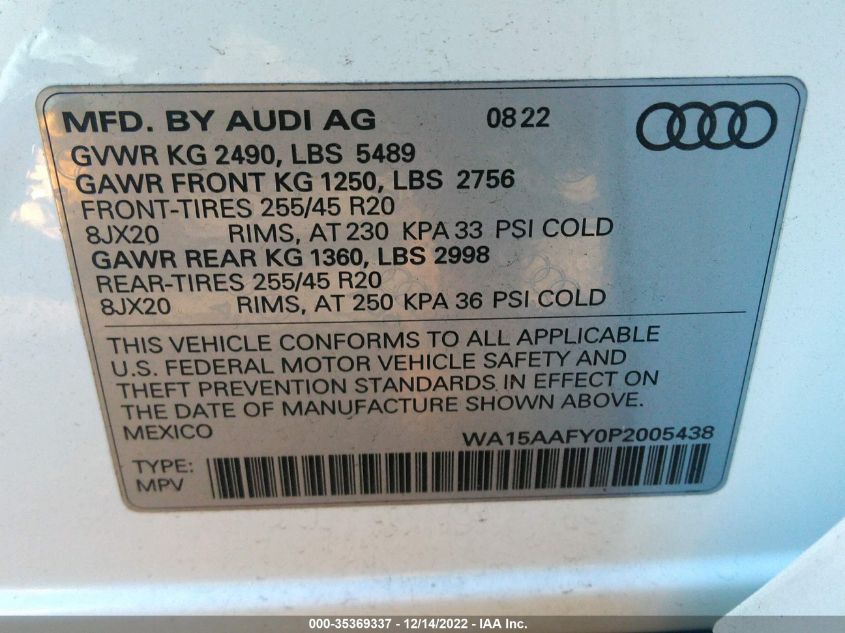 MFD. BY AUDI AG 08 22
GVWR KG 2490, LBS 5489
GAWR FRONT KG 1250, LBS 2756
FRONT-TIRES 255/45 R20
8JX20 RIMS, AT 230 KPA 33 PSI COLD
GAWR REAR KG 1360, LBS 2998
REAR-TIRES 255/45 R20
8JX20 RIMS, AT 250 KPA 36 PSI COLD
THIS VEHICLE CONFORMS TO ALL APPLICABLE
U.S. FEDERAL MOTOR VEHICLE SAFETY AND
THEFT PREVENTION STANDARDS IN EFFECT ON
THE DATE OF MANUFACTURE SHOWN ABOVE.
MEXICO WA15AAFY0P2005438
TYPE:
MPV
000-35369337 - 12/14/2022 - IAA Inc.